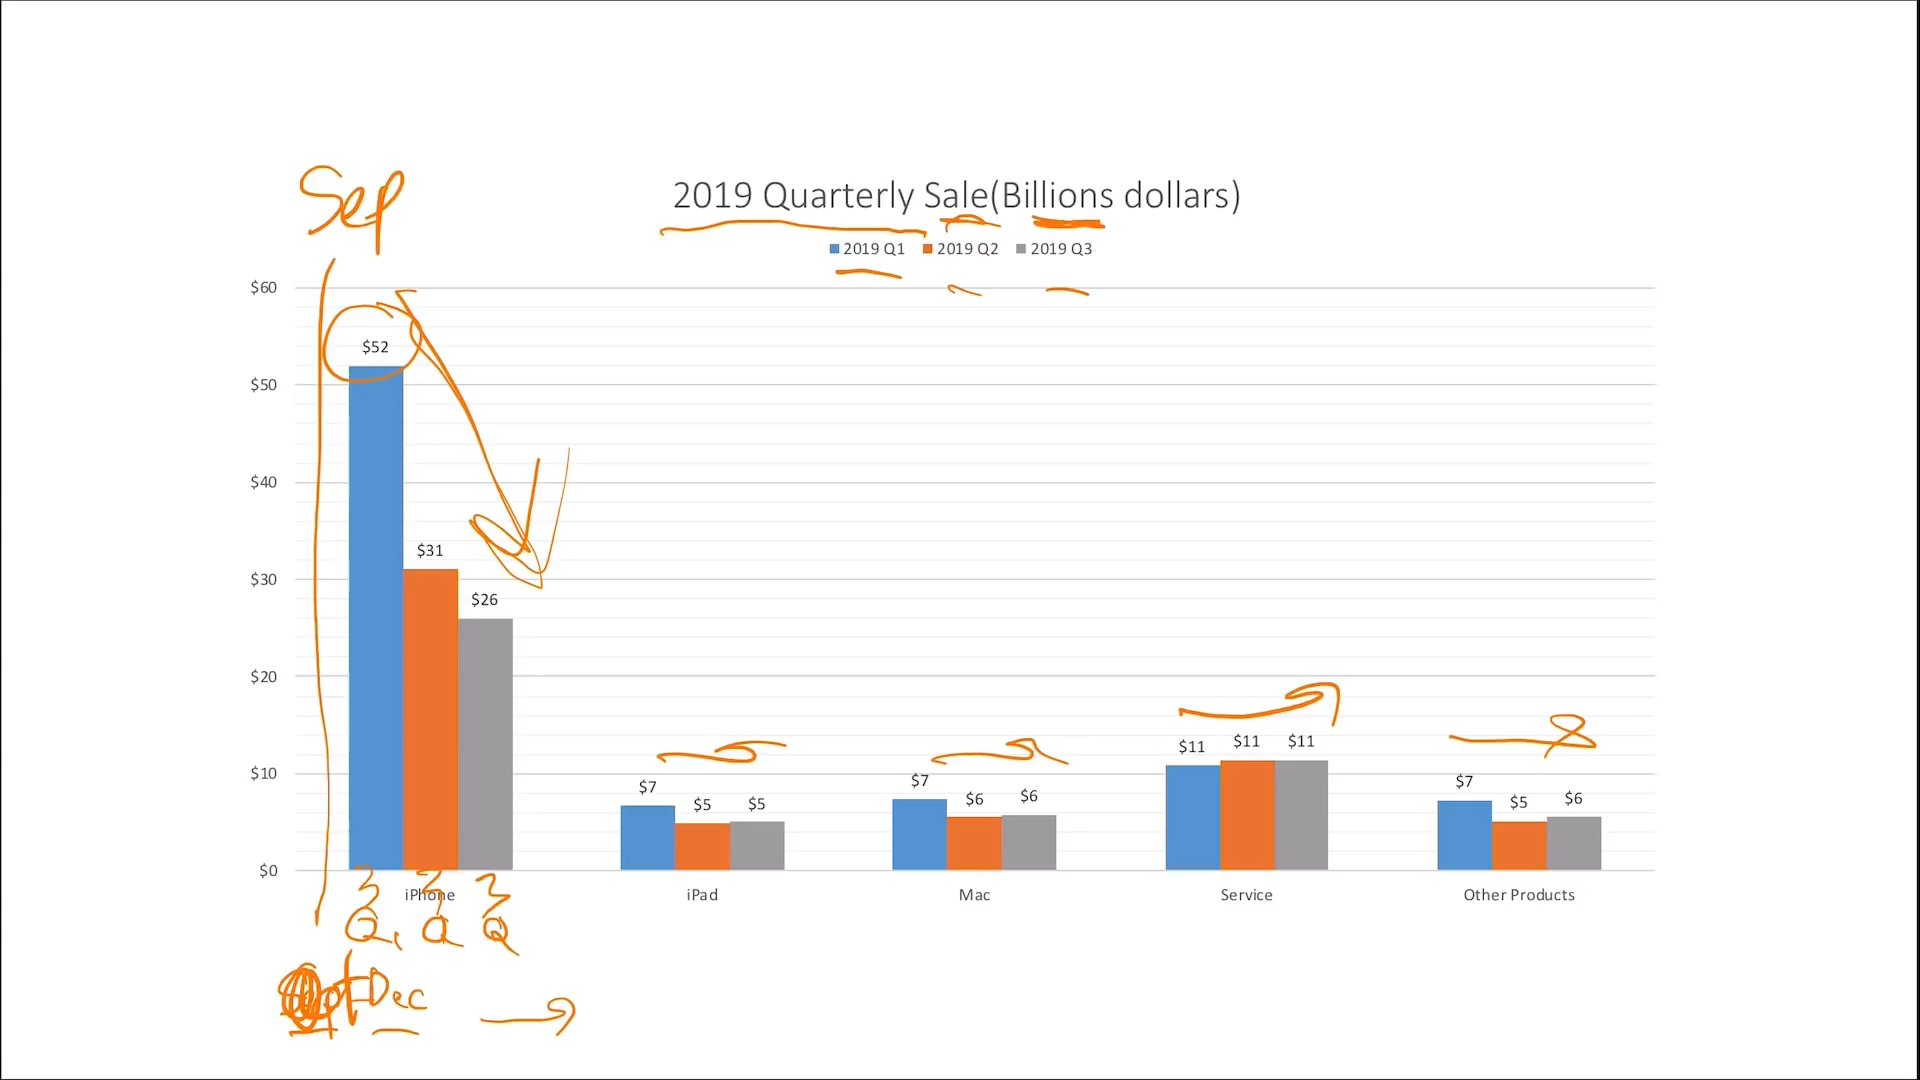 Sep
2019 Quarterly Sale(Billions dollars)
2019 Q1 2019 Q2 2019 Q3
$60
$52
$50
$40
$31
$30
$26
$20
$11 $11 $11
$10
$7 $5 $5
$7 $6 $6
$7 $5 $6
$0
iPhone iPad Mac Service Other Products
Q Q Q
Dec